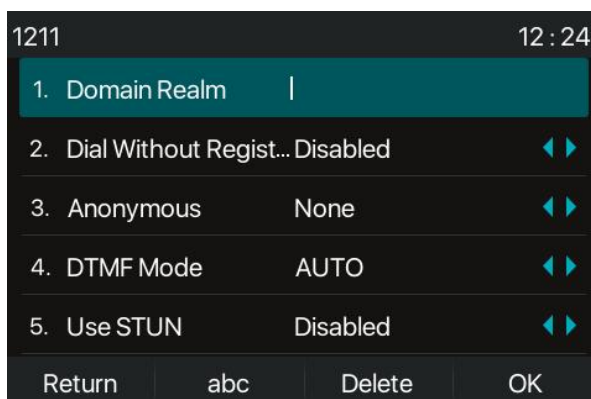 1211 12 : 24
1. Domain Realm
2. Dial Without Regist... Disabled
3. Anonymous None
4. DTMF Mode AUTO
5. Use STUN Disabled
Return abc Delete OK